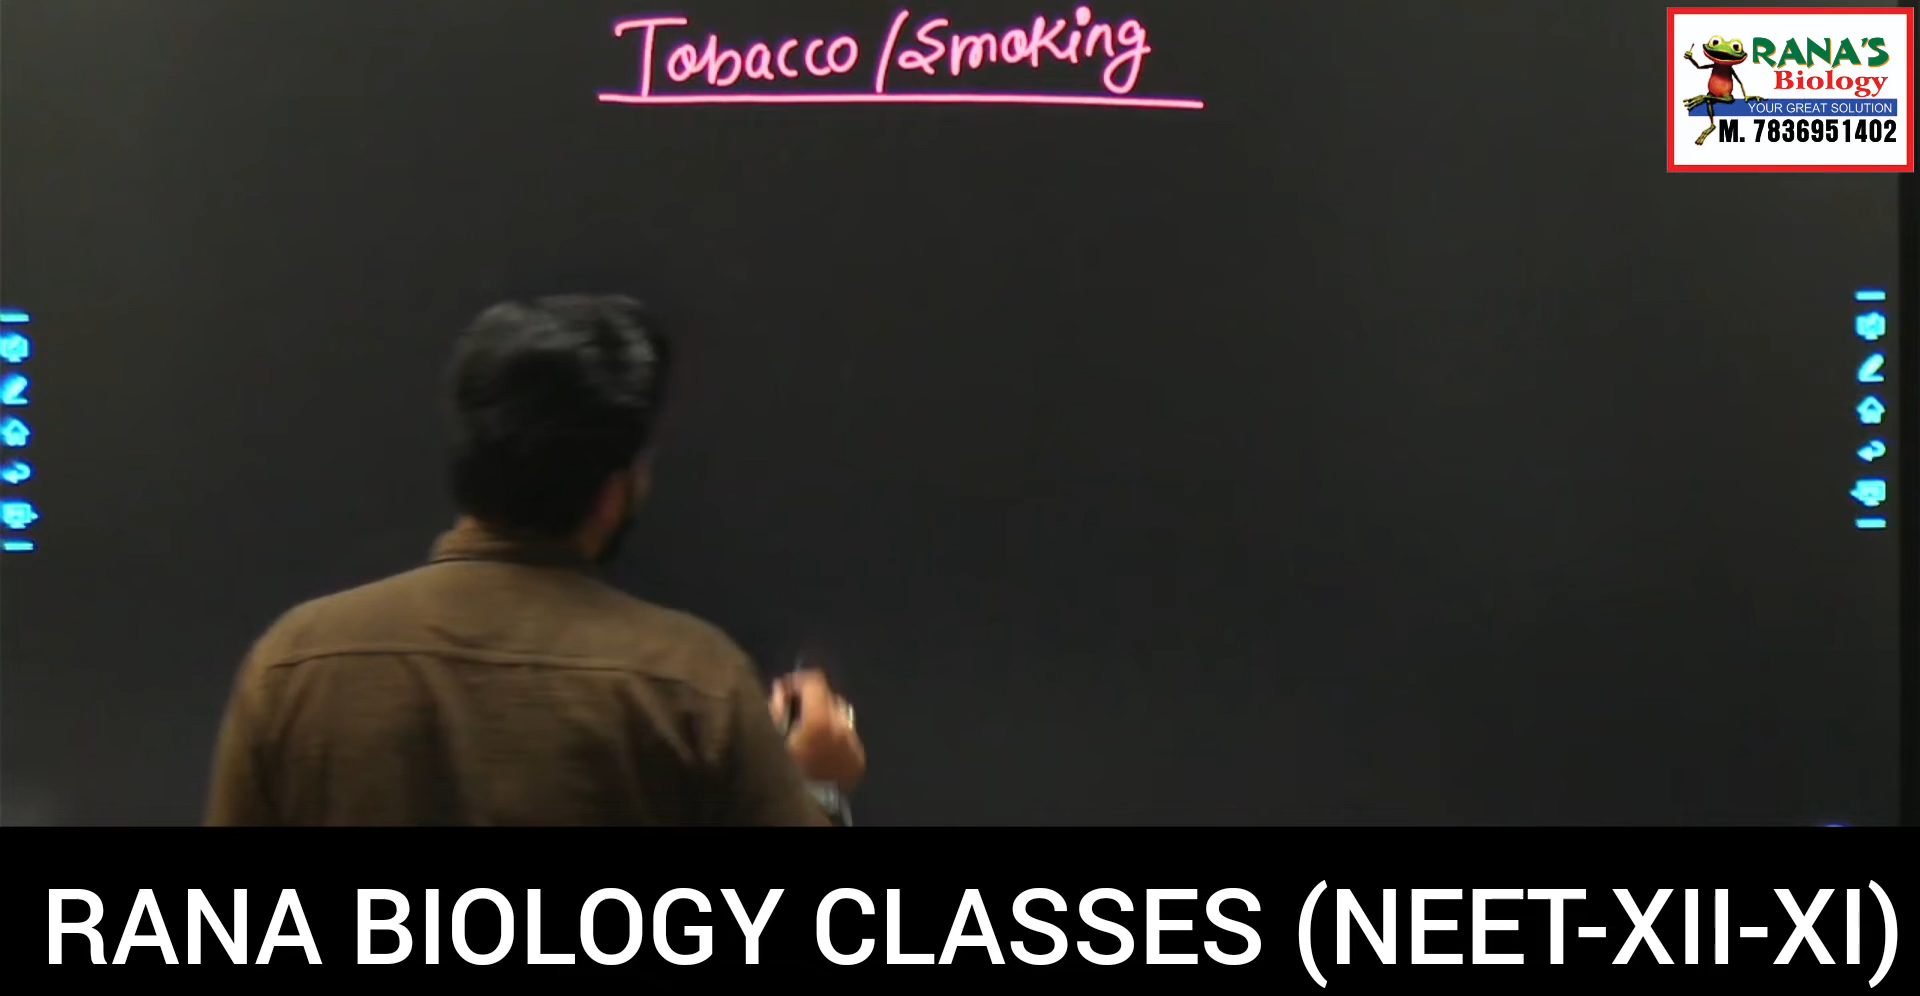 Tobacco/Smoking
RANA'S
Biology
YOUR GREAT SOLUTION
M. 7836951402
RANA BIOLOGY CLASSES (NEET-XII-XI)